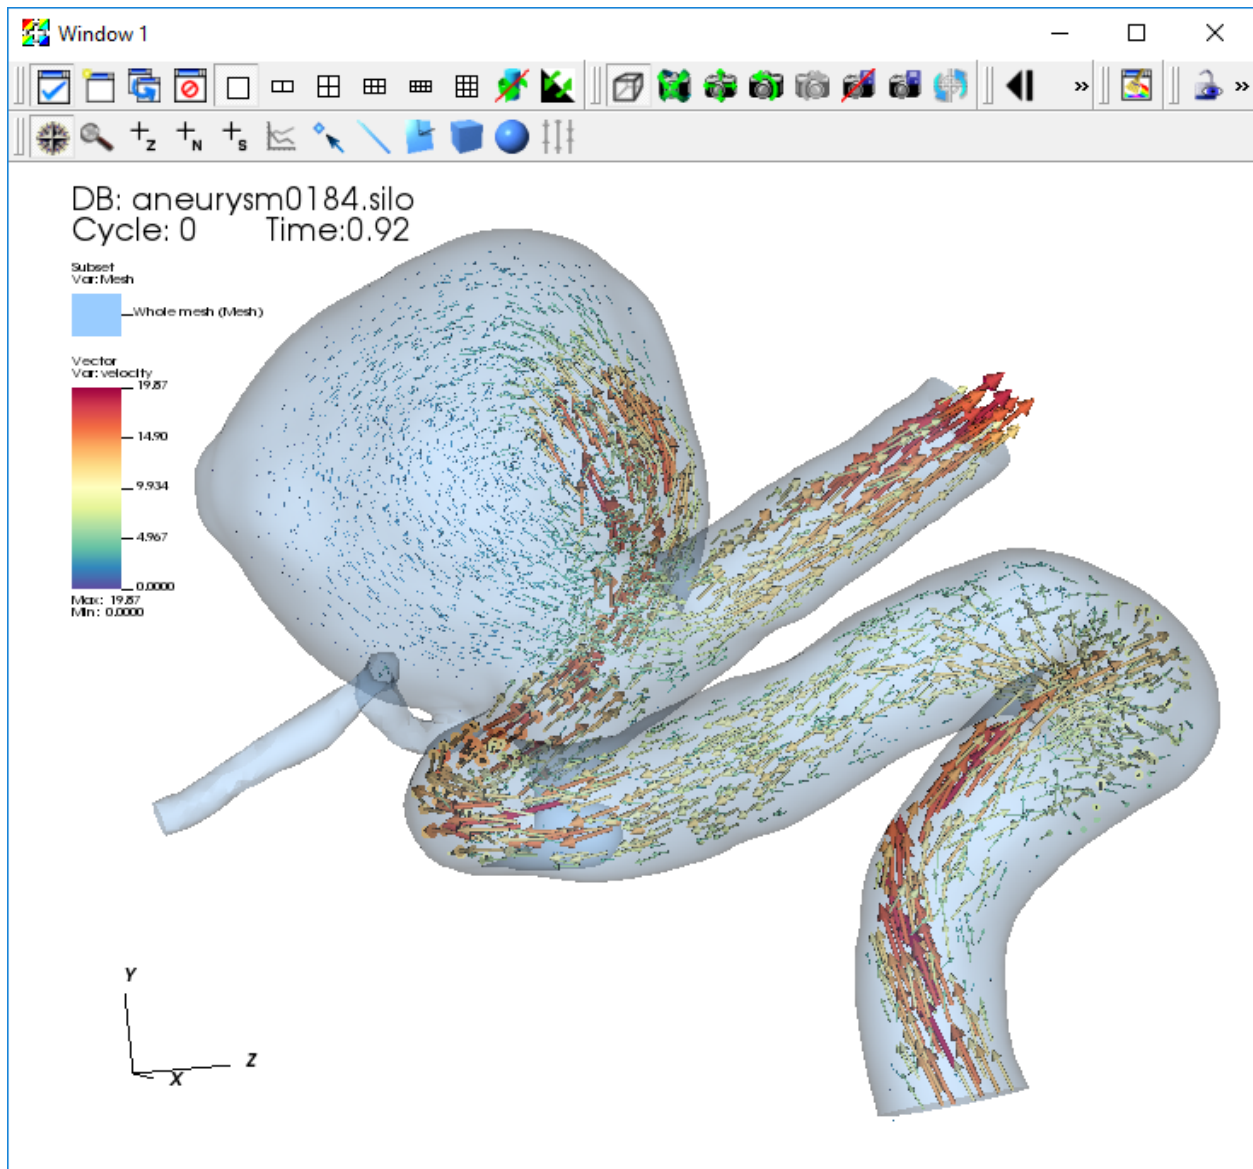 Window 1
Z
N
S
DB: aneurysm0184.silo
Cycle: 0 Time:0.92
Subset
Var: Mesh
Whole mesh (Mesh)
Vector
Var: velocity
19.87
14.90
9.934
4.967
0.0000
Max: 19.87
Min: 0.0000
Y
Z
X